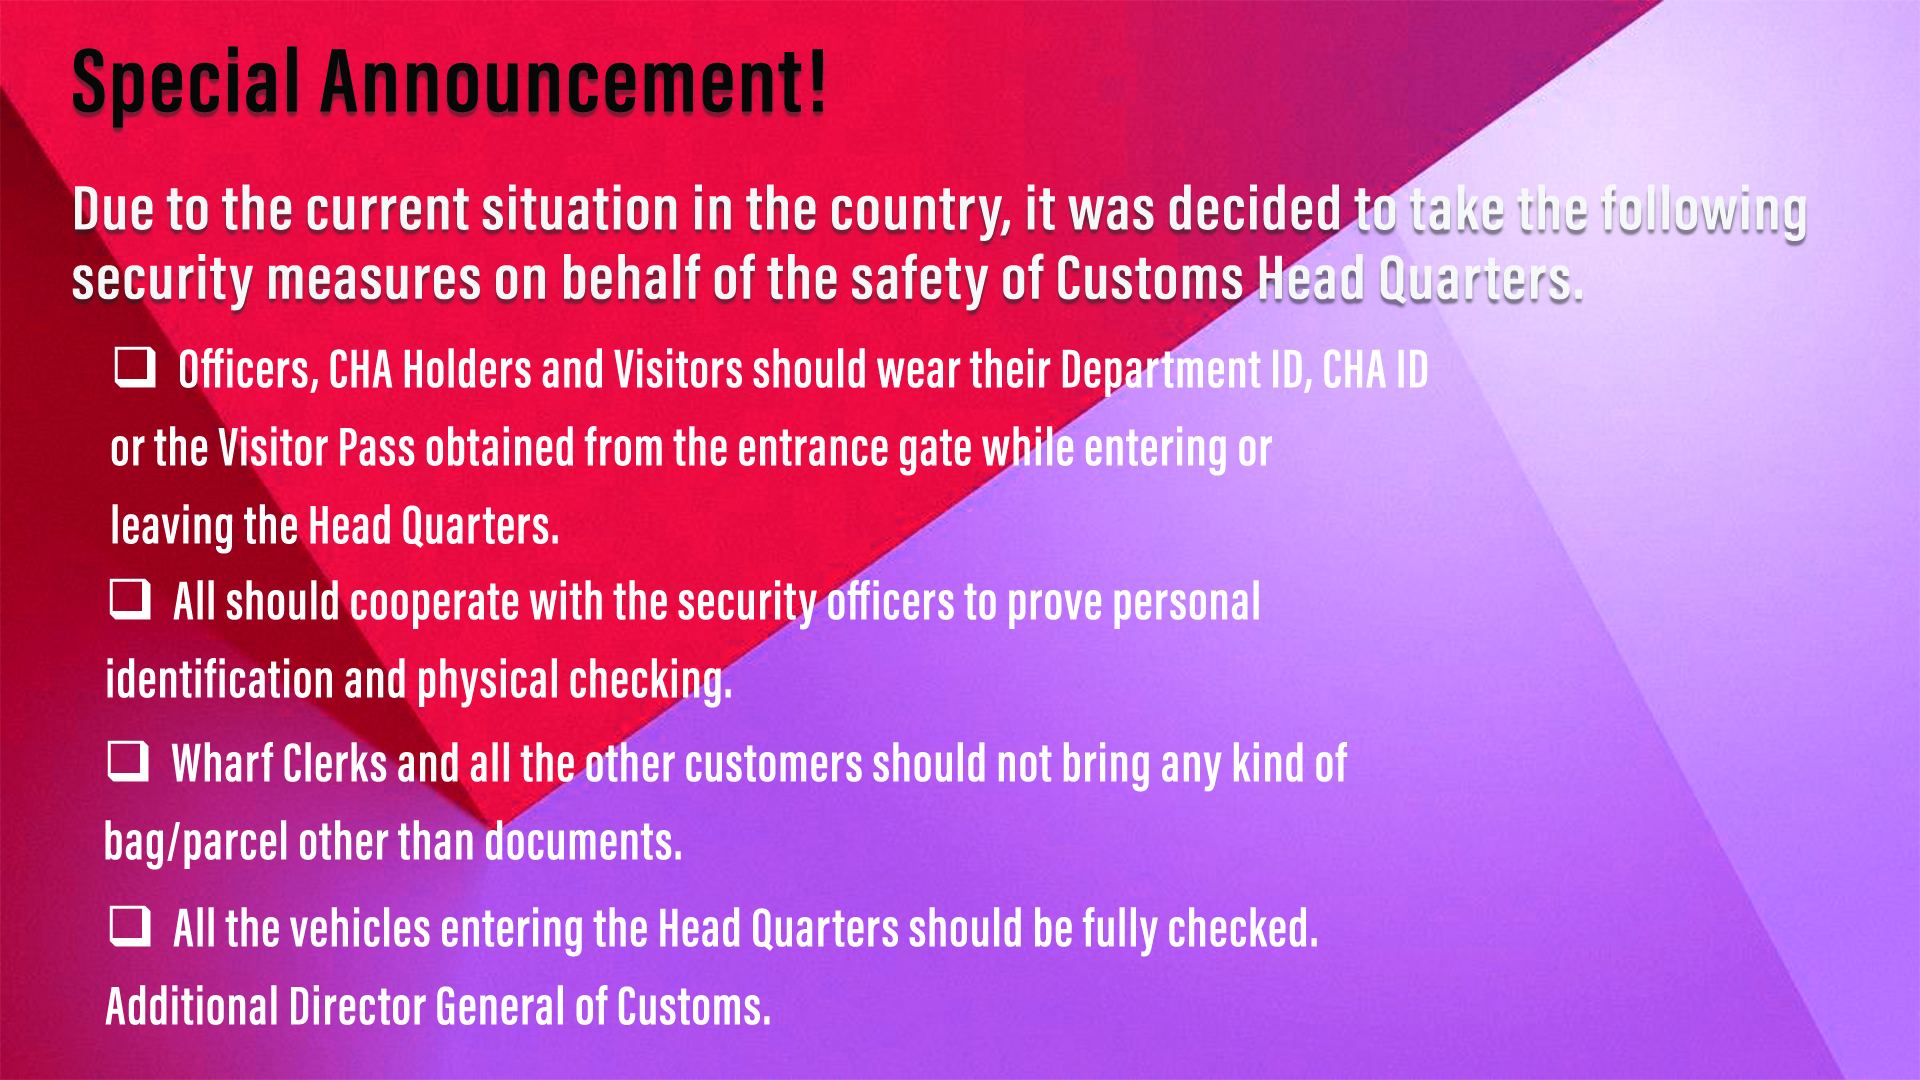 Special Announcement!
Due to the current situation in the country, it was decided to take the following
security measures on behalf of the safety of Customs Head Quarters.
❑ Officers, CHA Holders and Visitors should wear their Department ID, CHA ID
or the Visitor Pass obtained from the entrance gate while entering or
leaving the Head Quarters.
❑ All should cooperate with the security officers to prove personal
identification and physical checking.
❑ Wharf Clerks and all the other customers should not bring any kind of
bag/parcel other than documents.
❑ All the vehicles entering the Head Quarters should be fully checked.
Additional Director General of Customs.